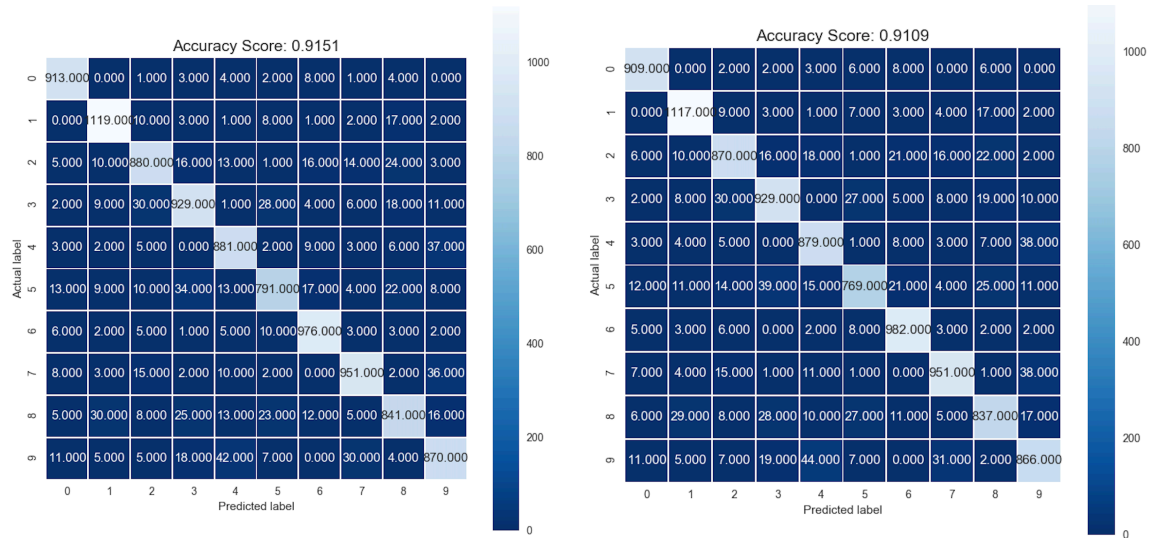 Accuracy Score: 0.9151
0 913.000 0.000 1.000 3.000 4.000 2.000 8.000 1.000 4.000 0.000
1 0.000 1119.000 10.000 3.000 1.000 8.000 1.000 2.000 17.000 2.000
2 5.000 10.000 880.000 16.000 13.000 1.000 16.000 14.000 24.000 3.000
3 2.000 9.000 30.000 929.000 1.000 28.000 4.000 6.000 18.000 11.000
4 3.000 2.000 5.000 0.000 881.000 2.000 9.000 3.000 6.000 37.000
5 13.000 9.000 10.000 34.000 13.000 791.000 17.000 4.000 22.000 8.000
6 6.000 2.000 5.000 1.000 5.000 10.000 976.000 3.000 3.000 2.000
7 8.000 3.000 15.000 2.000 10.000 2.000 0.000 951.000 2.000 36.000
8 5.000 30.000 8.000 25.000 13.000 23.000 12.000 5.000 841.000 16.000
9 11.000 5.000 5.000 18.000 42.000 7.000 0.000 30.000 4.000 870.000
0 1 2 3 4 5 6 7 8 9
Predicted label
Actual label
1000
800
600
400
200
0
Accuracy Score: 0.9109
0 909.000 0.000 2.000 2.000 3.000 6.000 8.000 0.000 6.000 0.000
1 0.000 1117.000 9.000 3.000 1.000 7.000 3.000 4.000 17.000 2.000
2 6.000 10.000 870.000 16.000 18.000 1.000 21.000 16.000 22.000 2.000
3 2.000 8.000 30.000 929.000 0.000 27.000 5.000 8.000 19.000 10.000
4 3.000 4.000 5.000 0.000 879.000 1.000 8.000 3.000 7.000 38.000
5 12.000 11.000 14.000 39.000 15.000 769.000 21.000 4.000 25.000 11.000
6 5.000 3.000 6.000 0.000 2.000 8.000 982.000 3.000 2.000 2.000
7 7.000 4.000 15.000 1.000 11.000 1.000 0.000 951.000 1.000 38.000
8 6.000 29.000 8.000 28.000 10.000 27.000 11.000 5.000 837.000 17.000
9 11.000 5.000 7.000 19.000 44.000 7.000 0.000 31.000 2.000 866.000
0 1 2 3 4 5 6 7 8 9
Predicted label
Actual label
1000
800
600
400
200
0